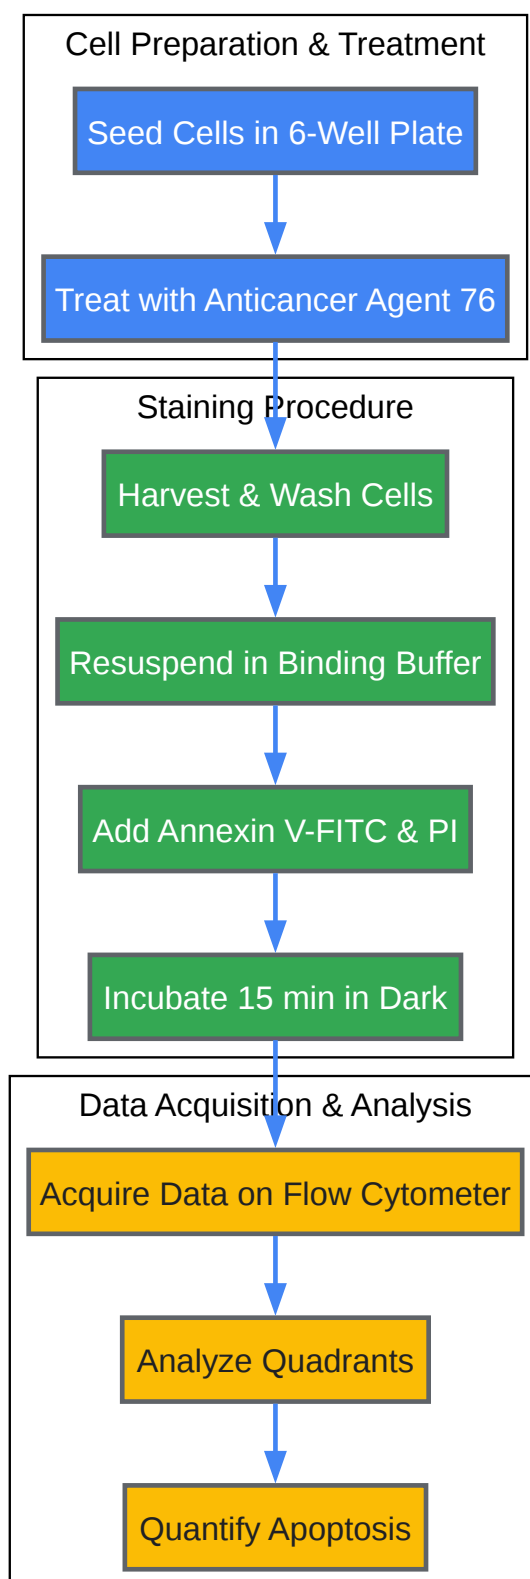 Cell Preparation & Treatment
Seed Cells in 6-Well Plate
Treat with Anticancer Agent 76
Staining Procedure
Harvest & Wash Cells
Resuspend in Binding Buffer
Add Annexin V-FITC & PI
Incubate 15 min in Dark
Data Acquisition & Analysis
Acquire Data on Flow Cytometer
Analyze Quadrants
Quantify Apoptosis